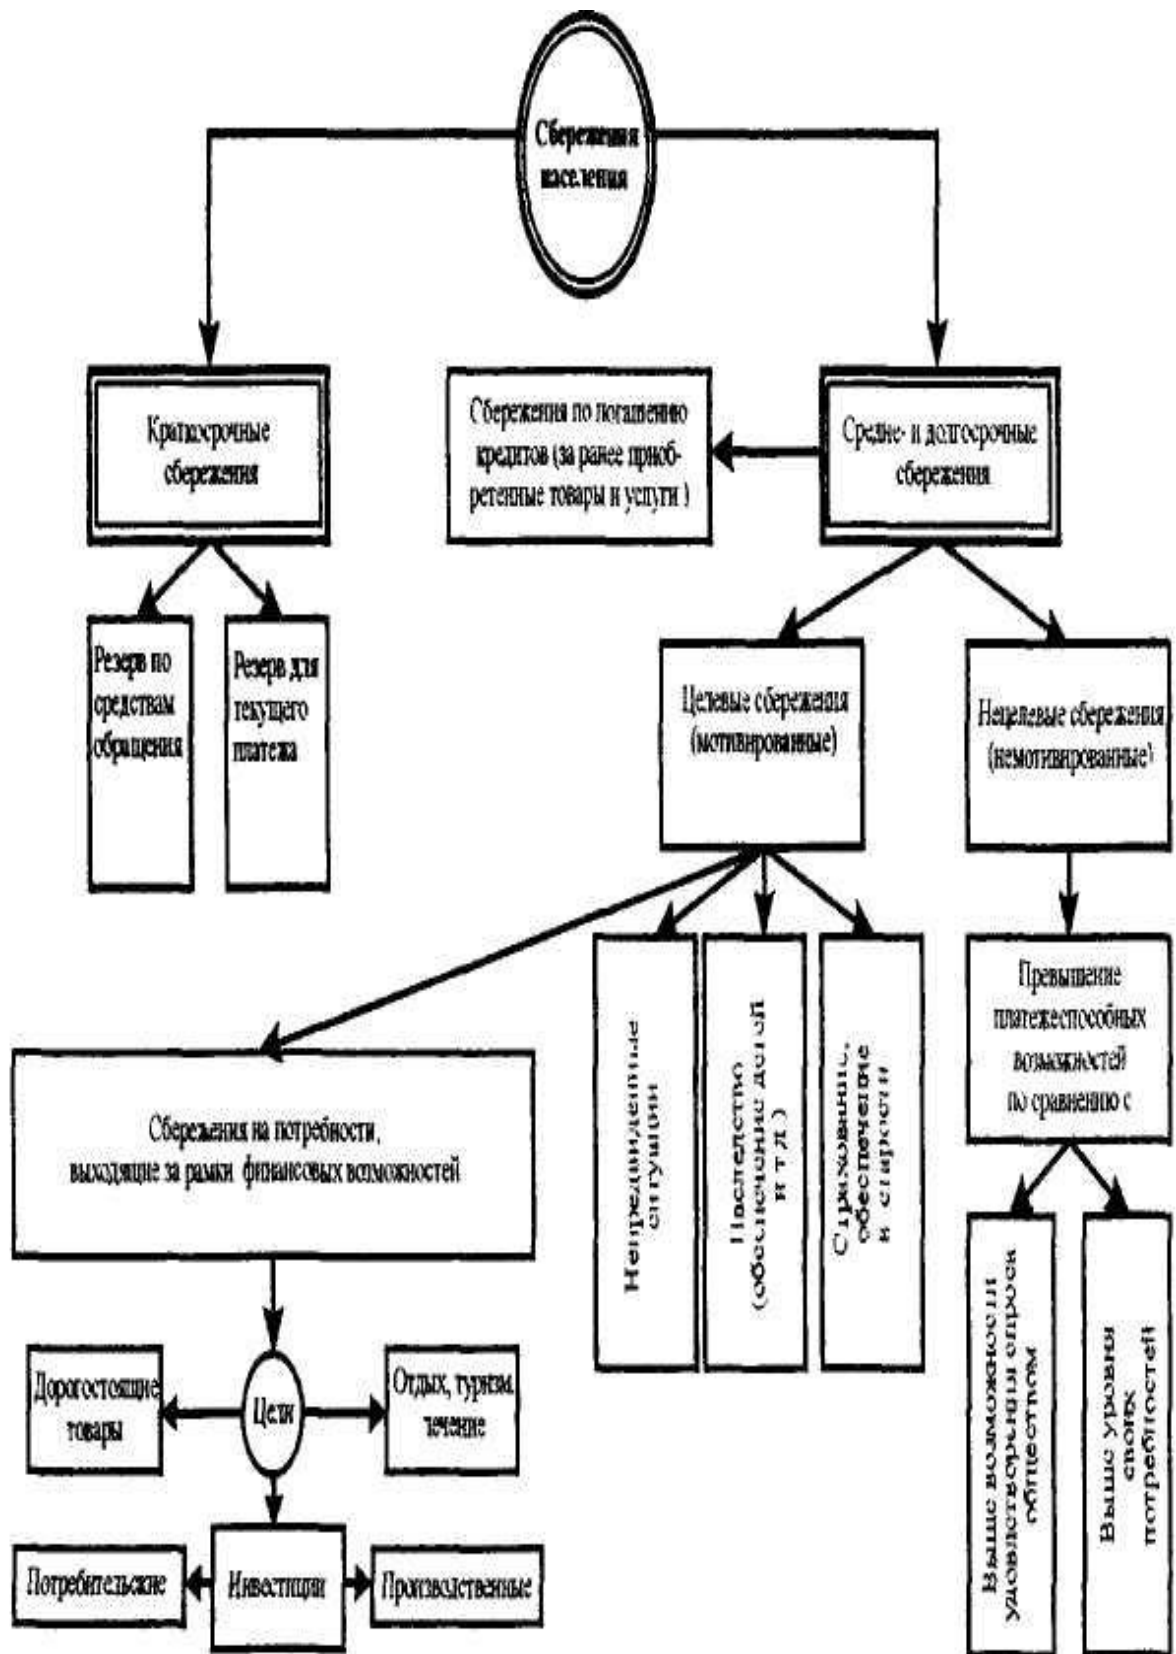 Сбережения
населения
Краткосрочные
сбережения
Сбережения по погашению
кредитов (за ранее приоб-
ретенные товары и услуги )
Средне- и долгосрочные
сбережения
Резерв по
средствам
обращения
Резерв для
текущего
платежа
Целевые сбережения
(мотивированные)
Нецелевые сбережения
(немотивированные)
Сбережения на потребности,
выходящие за рамки финансовых возможностей
Непредвиденные
ситуации
Наследство
(обеспечение детей
и т.д.)
Страхование,
обеспечение
к старости
Превышение
платежеспособных
возможностей
по сравнению с
Выше возможности
удовлетворения спроса
обществом
Выше уровня
своих
потребностей
Дорогостоящие
товары
Цели
Отдых, туризм,
лечение
Потребительские
Инвестиции
Производственные